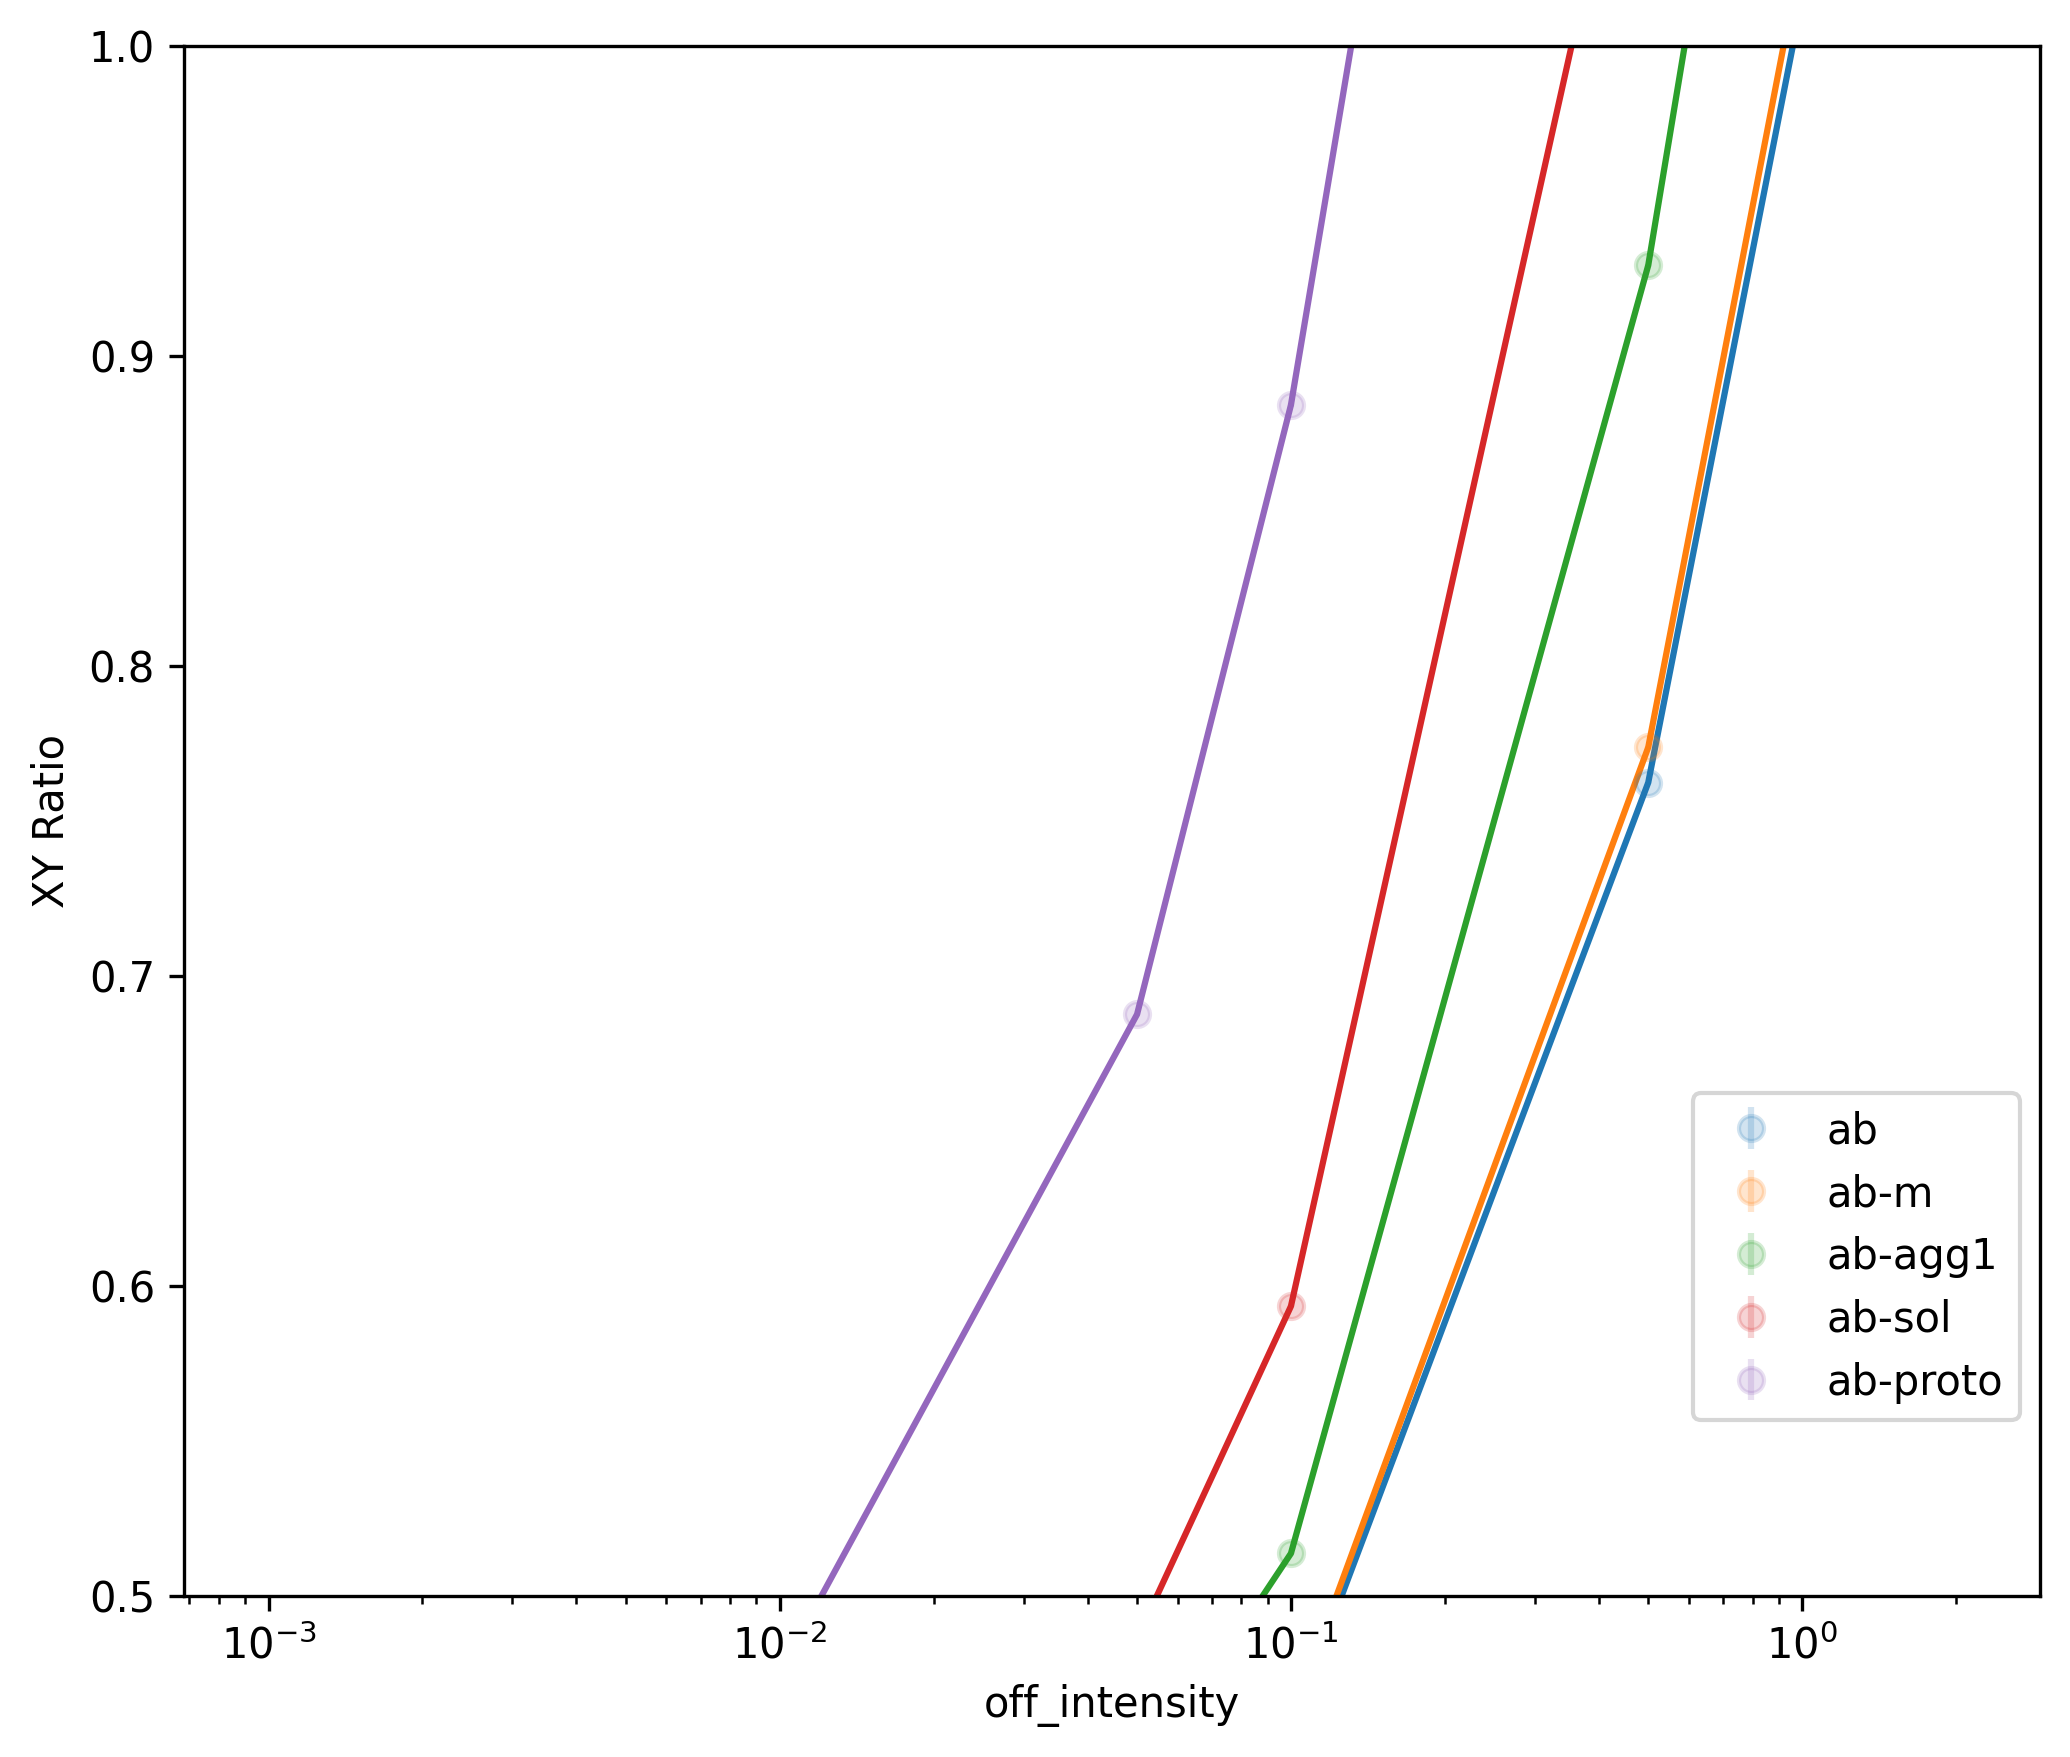 1.0
0.9
0.8
0.7
0.6
0.5
XY Ratio
10⁻³
10⁻²
10⁻¹
10⁰
off_intensity
ab
ab-m
ab-agg1
ab-sol
ab-proto